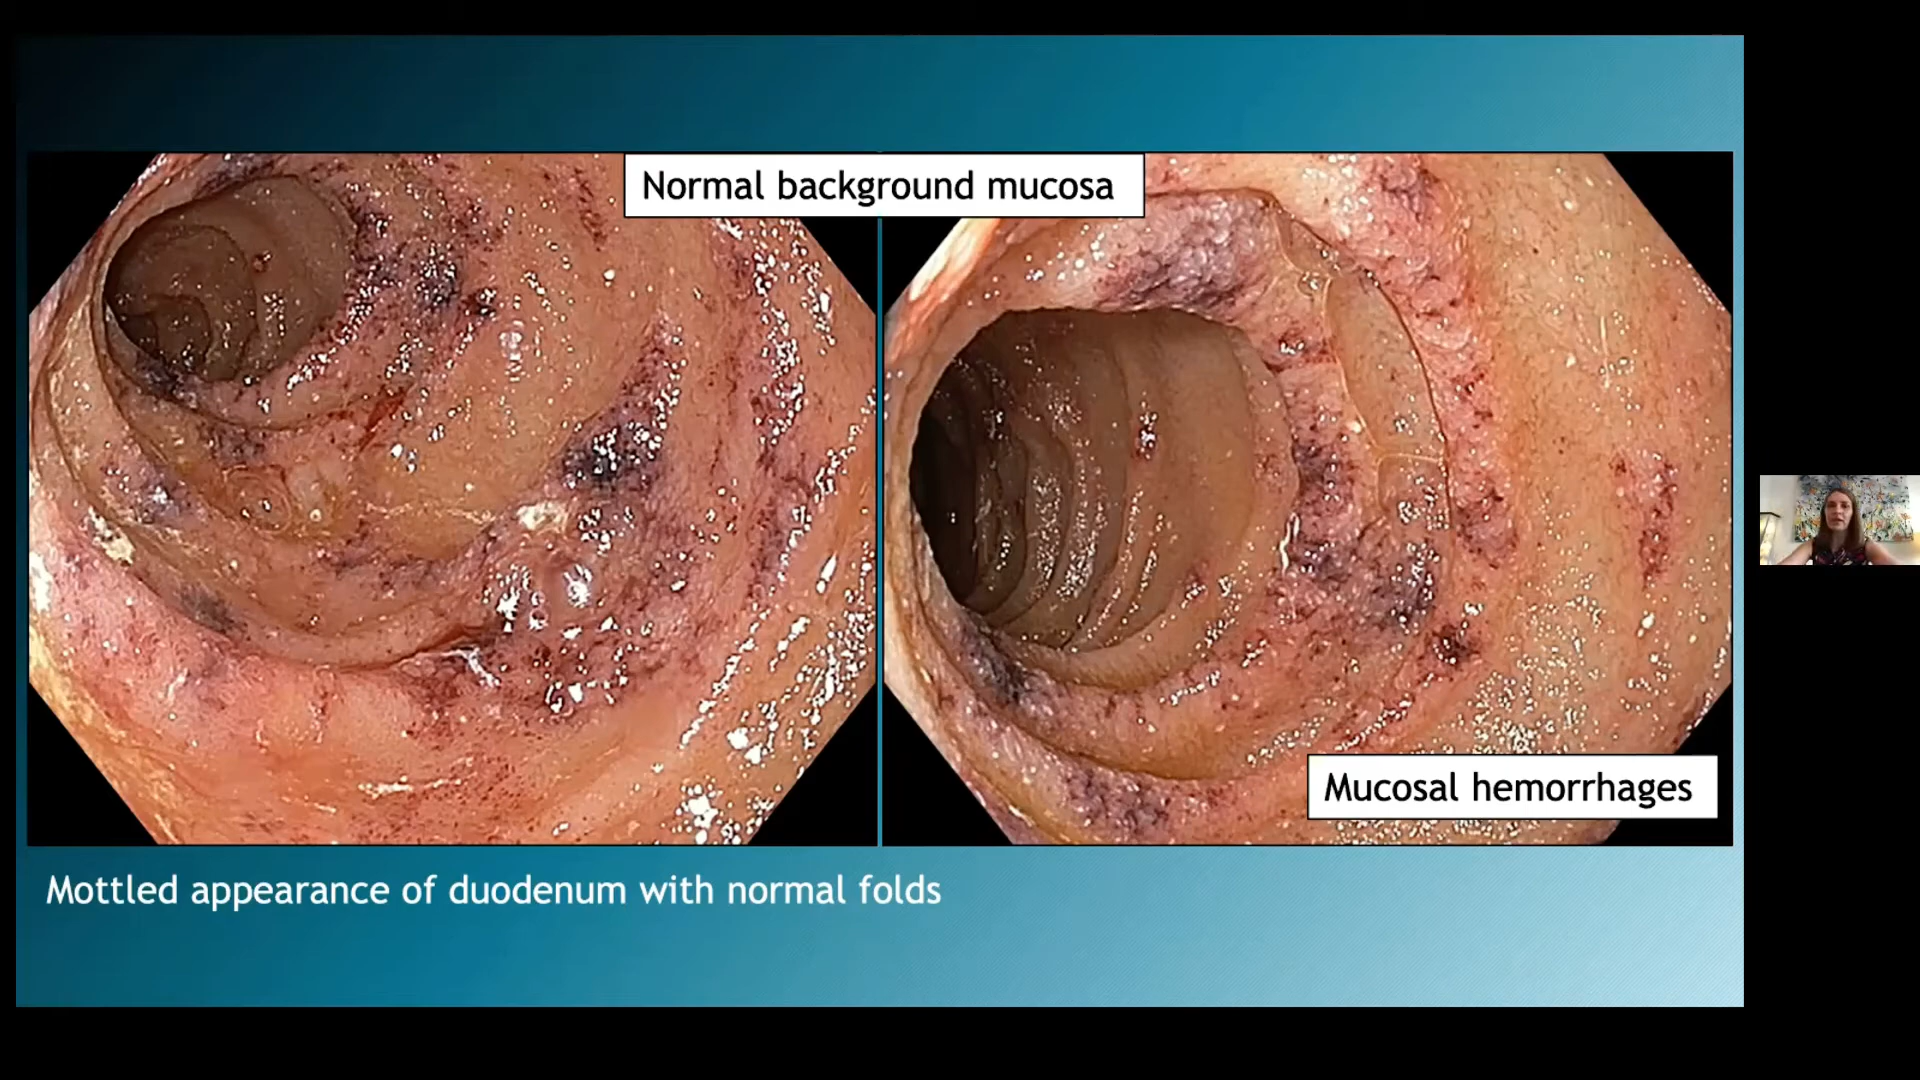 Normal background mucosa
Mucosal hemorrhages
Mottled appearance of duodenum with normal folds